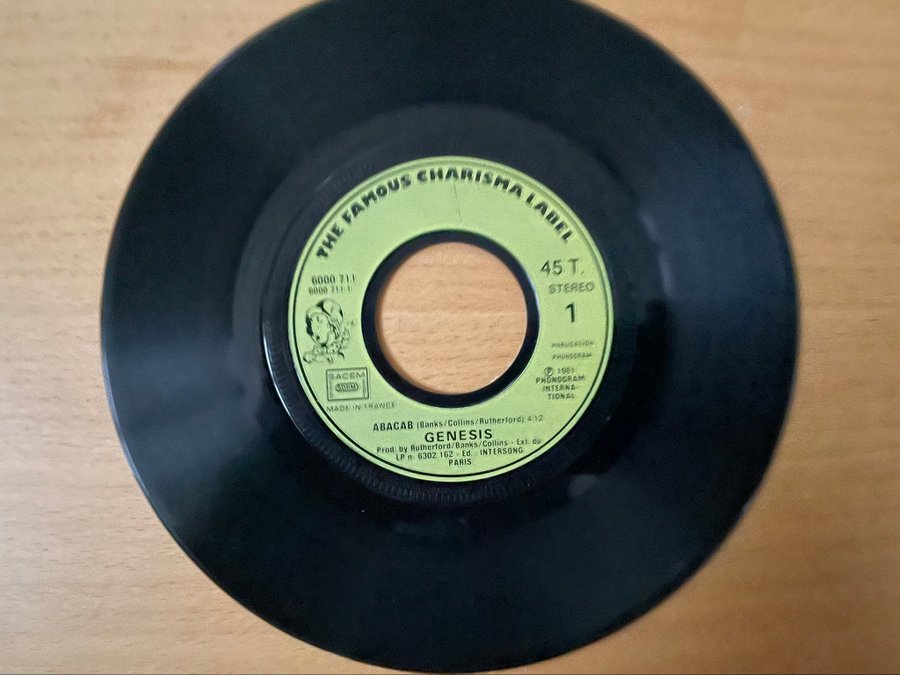 THE FAMOUS CHARISMA LABEL
6000 711
6000 711.1
45 T.
STEREO
1
PUBLICATION
PHONOGRAM
℗ 1981
PHONOGRAM
INTERNA-
TIONAL
SACEM
SDRM
MADE IN FRANCE
ABACAB (Banks/Collins/Rutherford) 4:12
GENESIS
Prod. by Rutherford/Banks/Collins - Ext. du
LP n: 6302 162 - Ed.: INTERSONG
PARIS